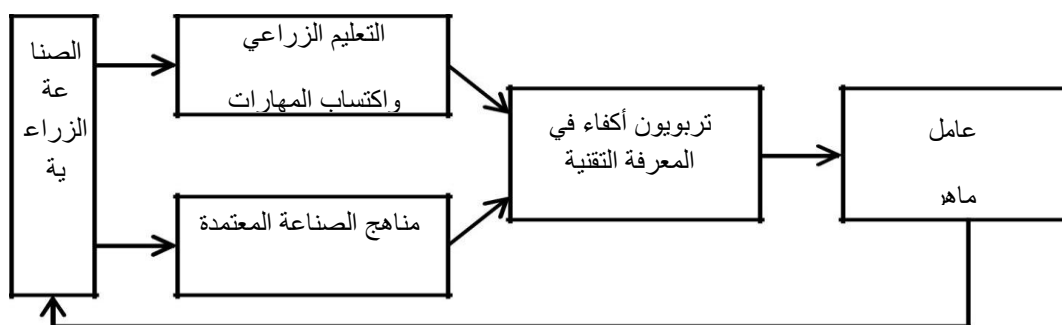 الصنا
عة
الزراع
ية
التعليم الزراعي
واكتساب المهارات
مناهج الصناعة المعتمدة
تربويون أكفاء في
المعرفة التقنية
عامل
ماهر